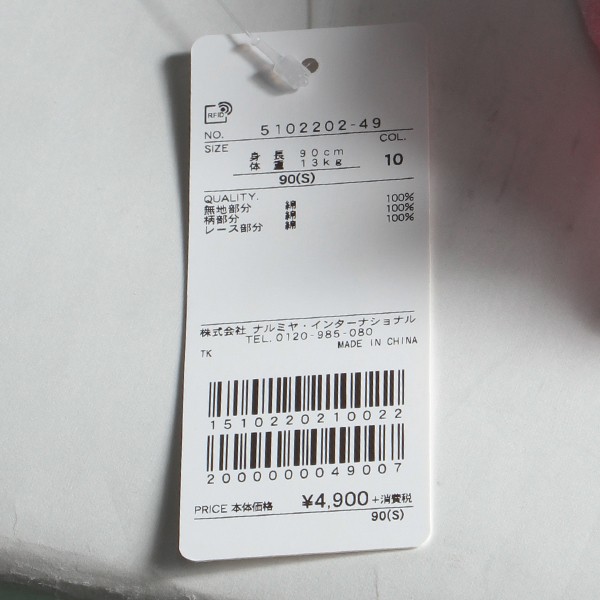 RFID
NO. 5102202-49
SIZE COL.
身長 90cm
体重 13kg 10
90(S)
QUALITY. 100%
無地部分 綿 100%
柄部分 綿 100%
レース部分 綿
株式会社 ナルミヤ・インターナショナル
TEL. 0120-985-080
TK MADE IN CHINA
1510220210022
2000000049007
PRICE 本体価格 ¥4,900 +消費税
90(S)